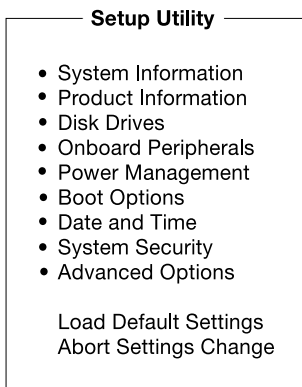 Setup Utility
• System Information
• Product Information
• Disk Drives
• Onboard Peripherals
• Power Management
• Boot Options
• Date and Time
• System Security
• Advanced Options
Load Default Settings
Abort Settings Change